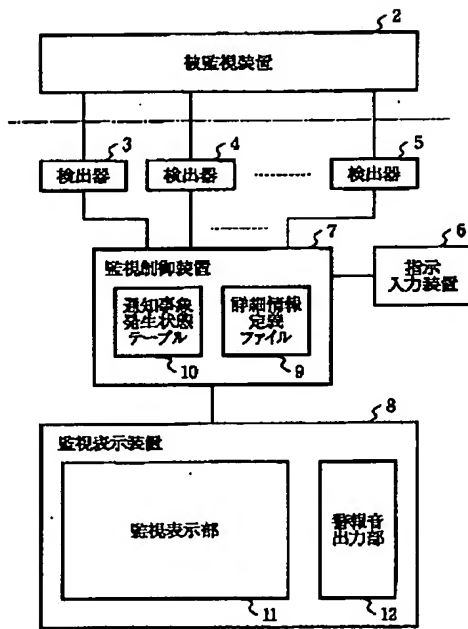 2
被監視装置
3
4
5
検出器
検出器
検出器
7
6
監視制御装置
指示
入力装置
通知事象
発生状態
テーブル
詳細情報
定義
ファイル
10
9
8
監視表示装置
監視表示部
警報音
出力部
11
12